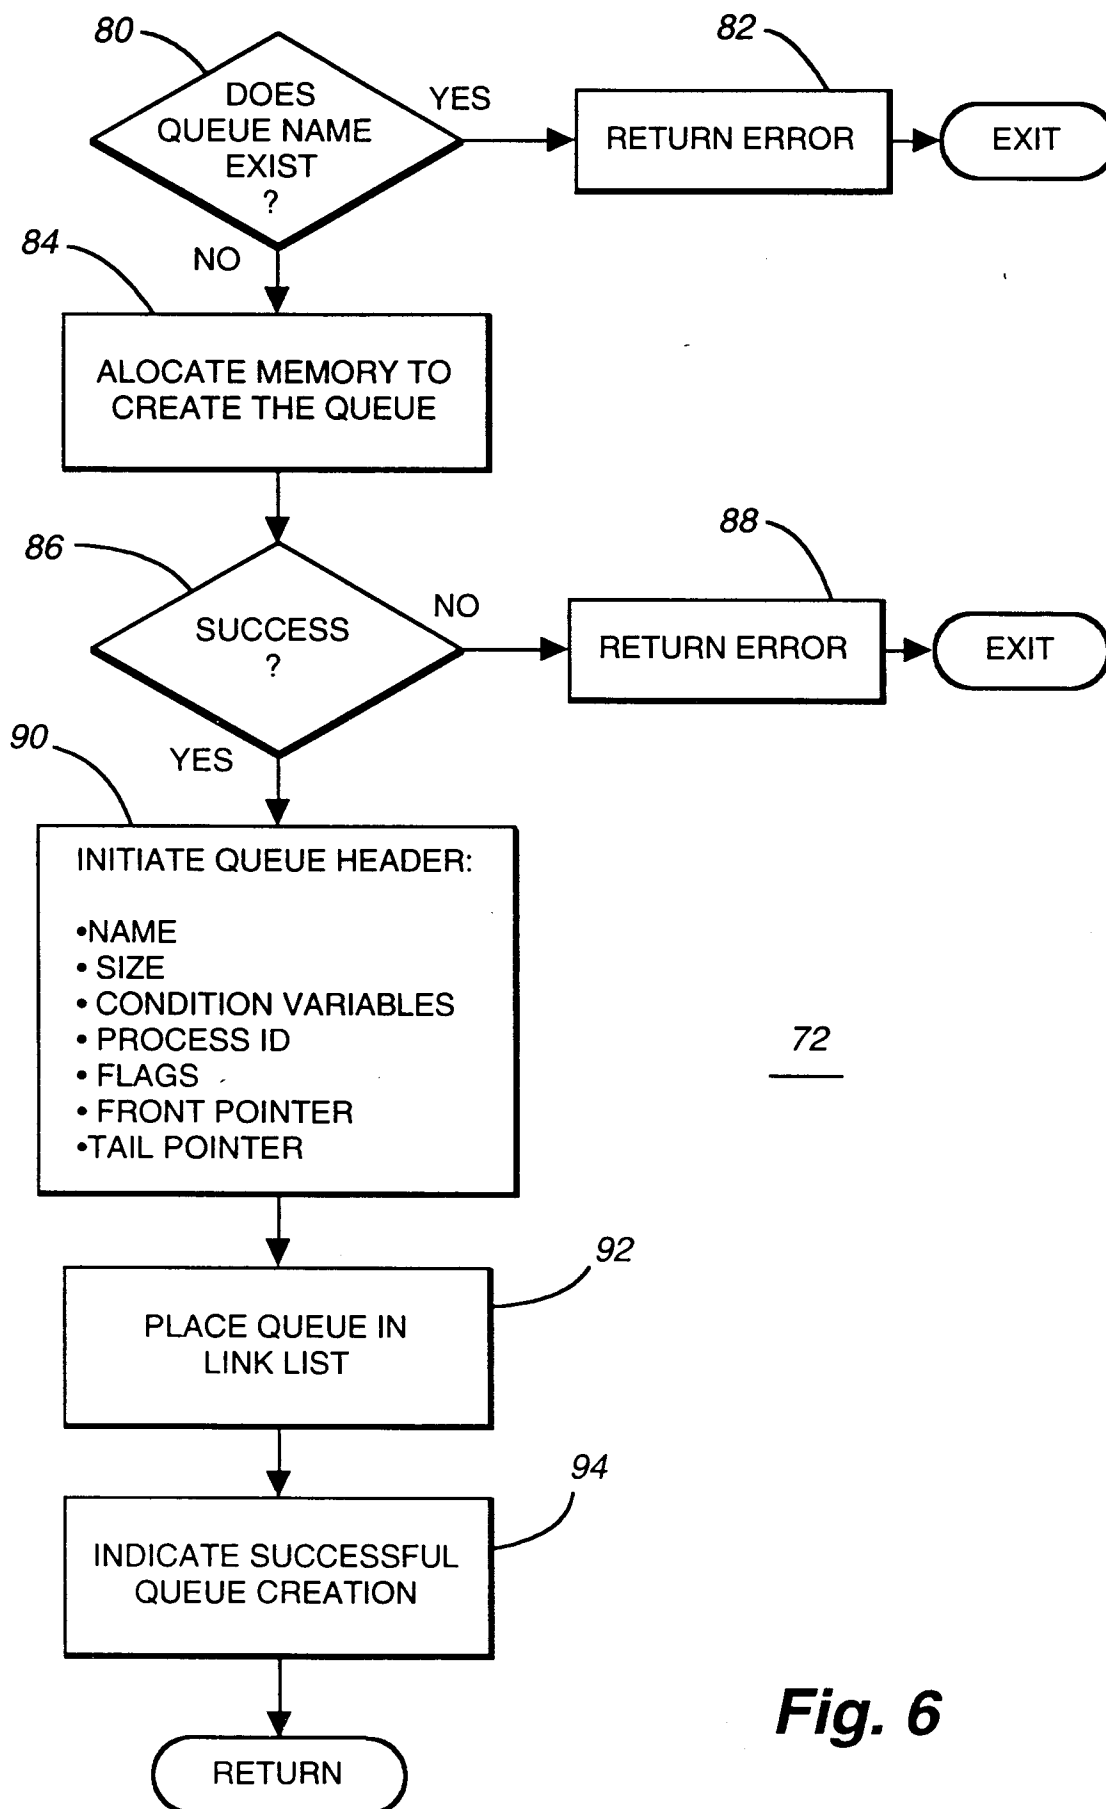 80
DOES
QUEUE NAME
EXIST
?
YES
82
RETURN ERROR
EXIT
NO
84
ALOCATE MEMORY TO
CREATE THE QUEUE
86
SUCCESS
?
NO
88
RETURN ERROR
EXIT
YES
90
INITIATE QUEUE HEADER:
•NAME
• SIZE
• CONDITION VARIABLES
• PROCESS ID
• FLAGS
• FRONT POINTER
•TAIL POINTER
72
92
PLACE QUEUE IN
LINK LIST
94
INDICATE SUCCESSFUL
QUEUE CREATION
RETURN
Fig. 6